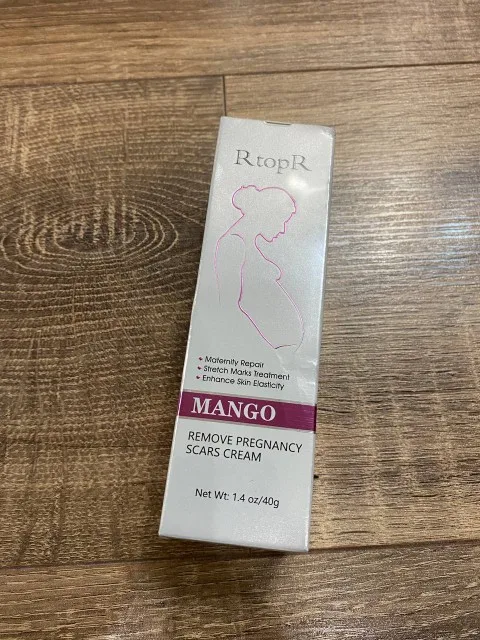 RtopR
Maternity Repair
Stretch Marks Treatment
Enhance Skin Elasticity
MANGO
REMOVE PREGNANCY
SCARS CREAM
Net Wt: 1.4 oz/40g